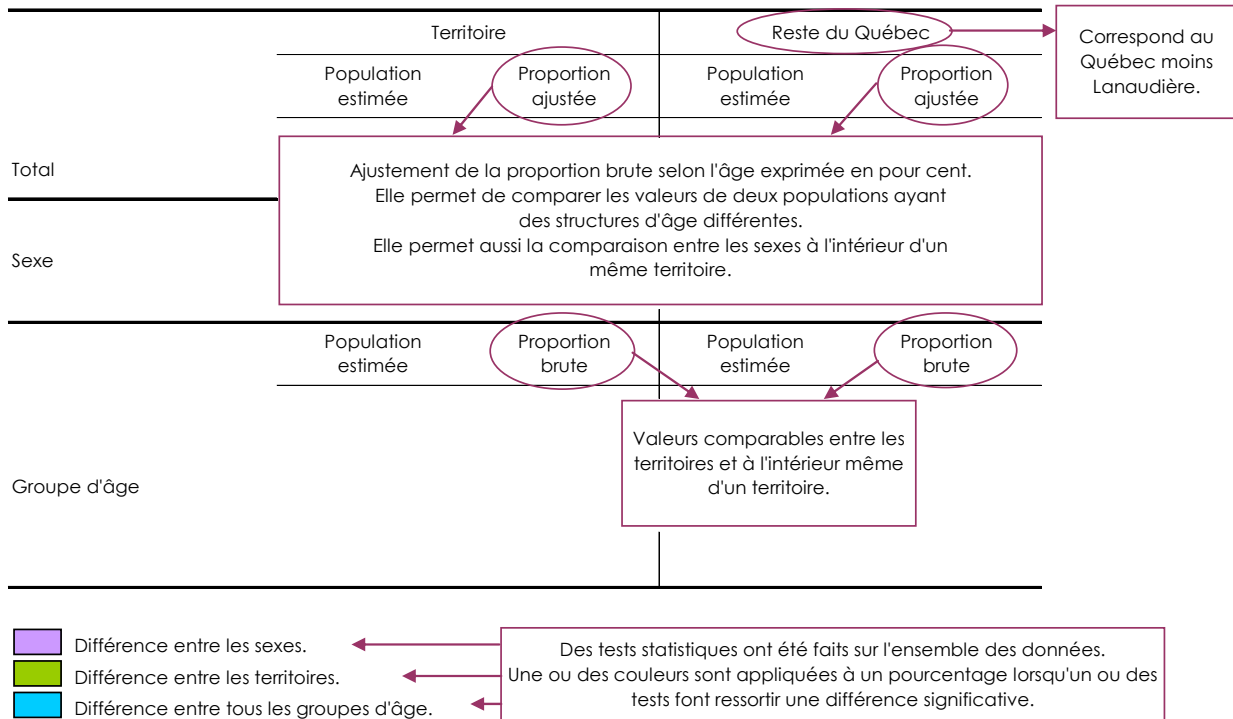 Territoire
Reste du Québec
Correspond au
Québec moins
Lanaudière.
Population
estimée
Proportion
ajustée
Population
estimée
Proportion
ajustée
Total
Sexe
Ajustement de la proportion brute selon l'âge exprimée en pour cent.
Elle permet de comparer les valeurs de deux populations ayant
des structures d'âge différentes.
Elle permet aussi la comparaison entre les sexes à l'intérieur d'un
même territoire.
Population
estimée
Proportion
brute
Population
estimée
Proportion
brute
Groupe d'âge
Valeurs comparables entre les
territoires et à l'intérieur même
d'un territoire.
Différence entre les sexes.
Différence entre les territoires.
Différence entre tous les groupes d'âge.
Des tests statistiques ont été faits sur l'ensemble des données.
Une ou des couleurs sont appliquées à un pourcentage lorsqu'un ou des
tests font ressortir une différence significative.